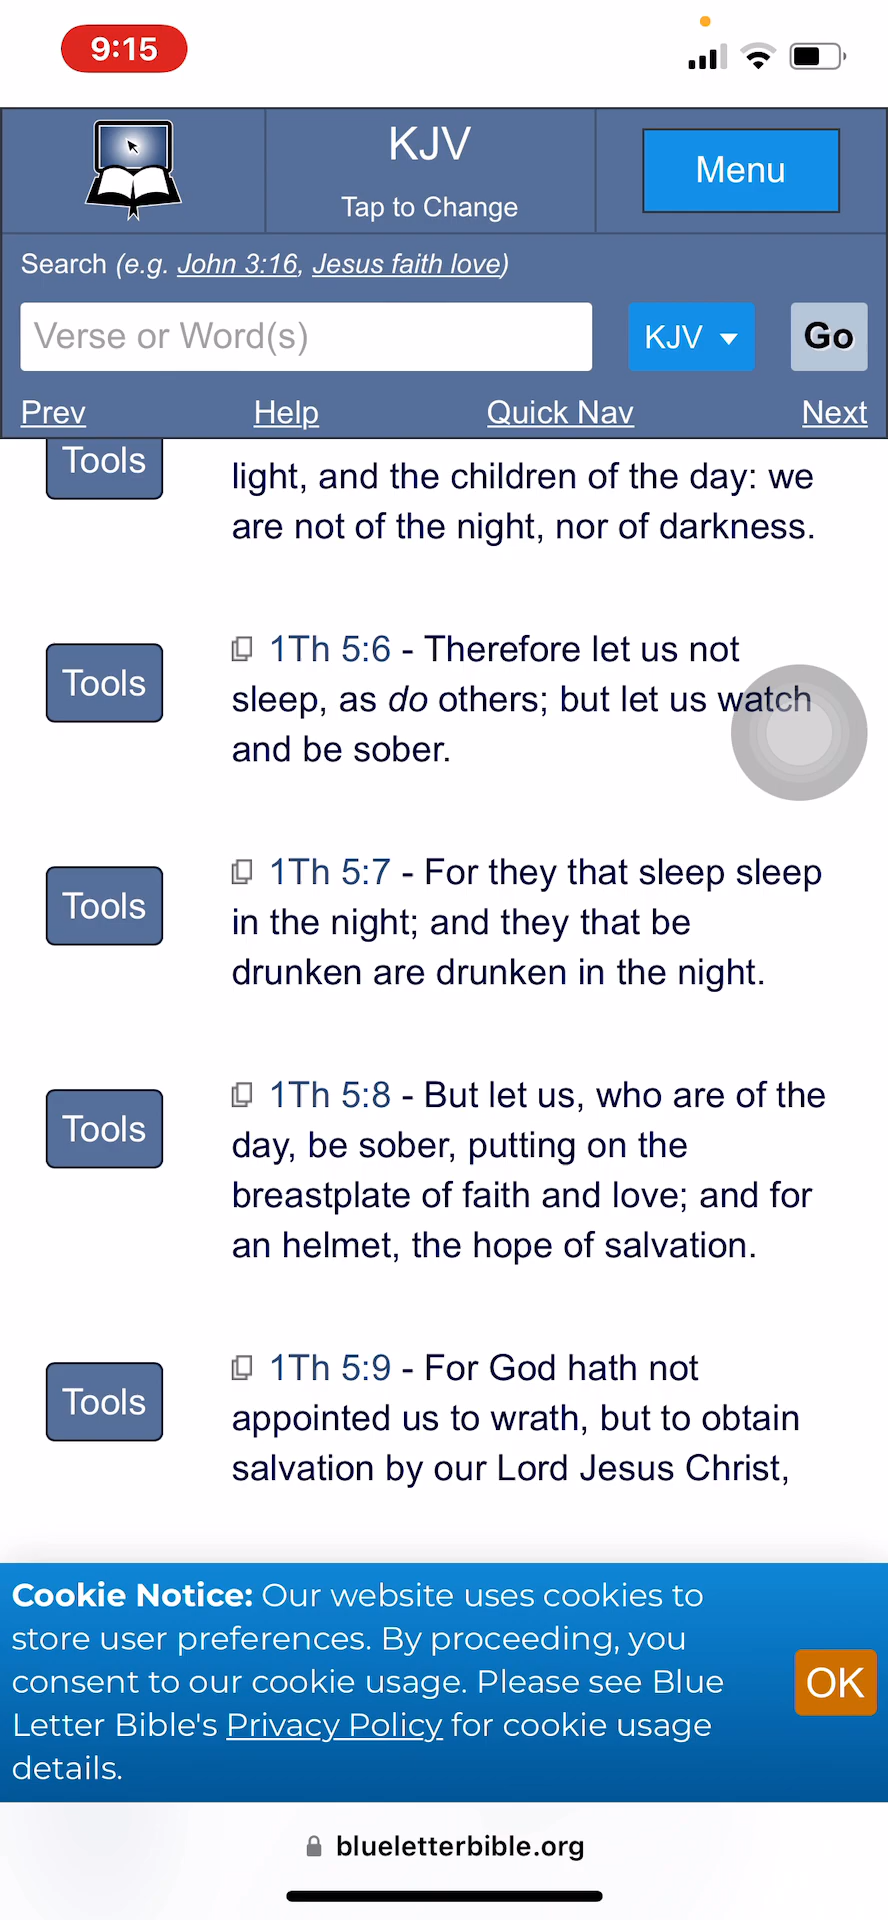 9:15
KJV
Tap to Change
Menu
Search (e.g. John 3:16, Jesus faith love)
Verse or Word(s)
KJV
Go
Prev
Help
Quick Nav
Next
Tools
light, and the children of the day: we
are not of the night, nor of darkness.
Tools
1Th 5:6 - Therefore let us not
sleep, as do others; but let us watch
and be sober.
Tools
1Th 5:7 - For they that sleep sleep
in the night; and they that be
drunken are drunken in the night.
Tools
1Th 5:8 - But let us, who are of the
day, be sober, putting on the
breastplate of faith and love; and for
an helmet, the hope of salvation.
Tools
1Th 5:9 - For God hath not
appointed us to wrath, but to obtain
salvation by our Lord Jesus Christ,
Cookie Notice: Our website uses cookies to
store user preferences. By proceeding, you
consent to our cookie usage. Please see Blue
Letter Bible's Privacy Policy for cookie usage
details.
OK
blueletterbible.org